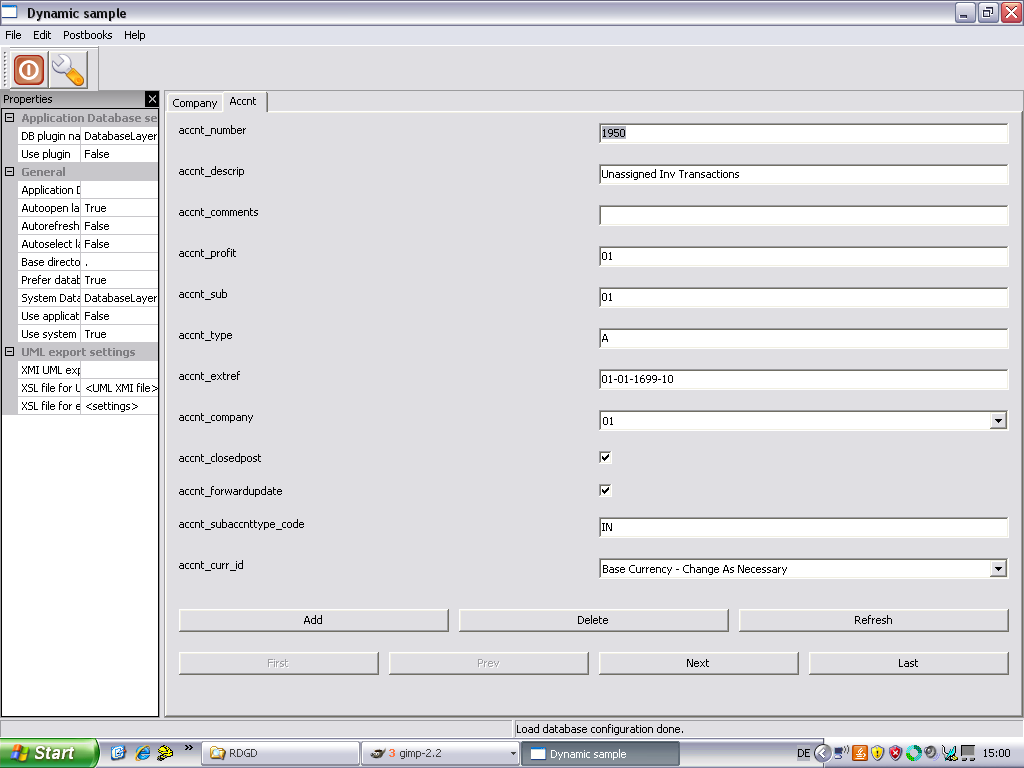 Dynamic sample
File Edit Postbooks Help
Properties
Application Database se
DB plugin na DatabaseLayer
Use plugin False
General
Application D
Autoopen la True
Autorefresh False
Autoselect la False
Base directo .
Prefer datab True
System Data DatabaseLayer
Use applicat False
Use system True
UML export settings
XMI UML exp
XSL file for U <UML XMI file>
XSL file for e <settings>
Company Accnt
accnt_number 1950
accnt_descrip Unassigned Inv Transactions
accnt_comments
accnt_profit 01
accnt_sub 01
accnt_type A
accnt_extref 01-01-1699-10
accnt_company 01
accnt_closedpost
accnt_forwardupdate
accnt_subaccnttype_code IN
accnt_curr_id Base Currency - Change As Necessary
Add Delete Refresh
First Prev Next Last
Load database configuration done.
Start » RDGD 3 gimp-2.2 Dynamic sample DE 15:00